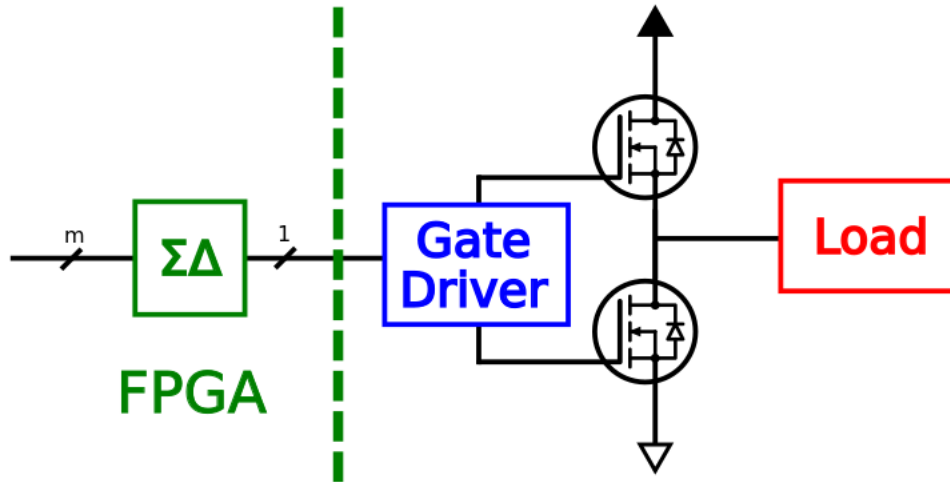 m
ΣΔ
1
FPGA
Gate
Driver
Load